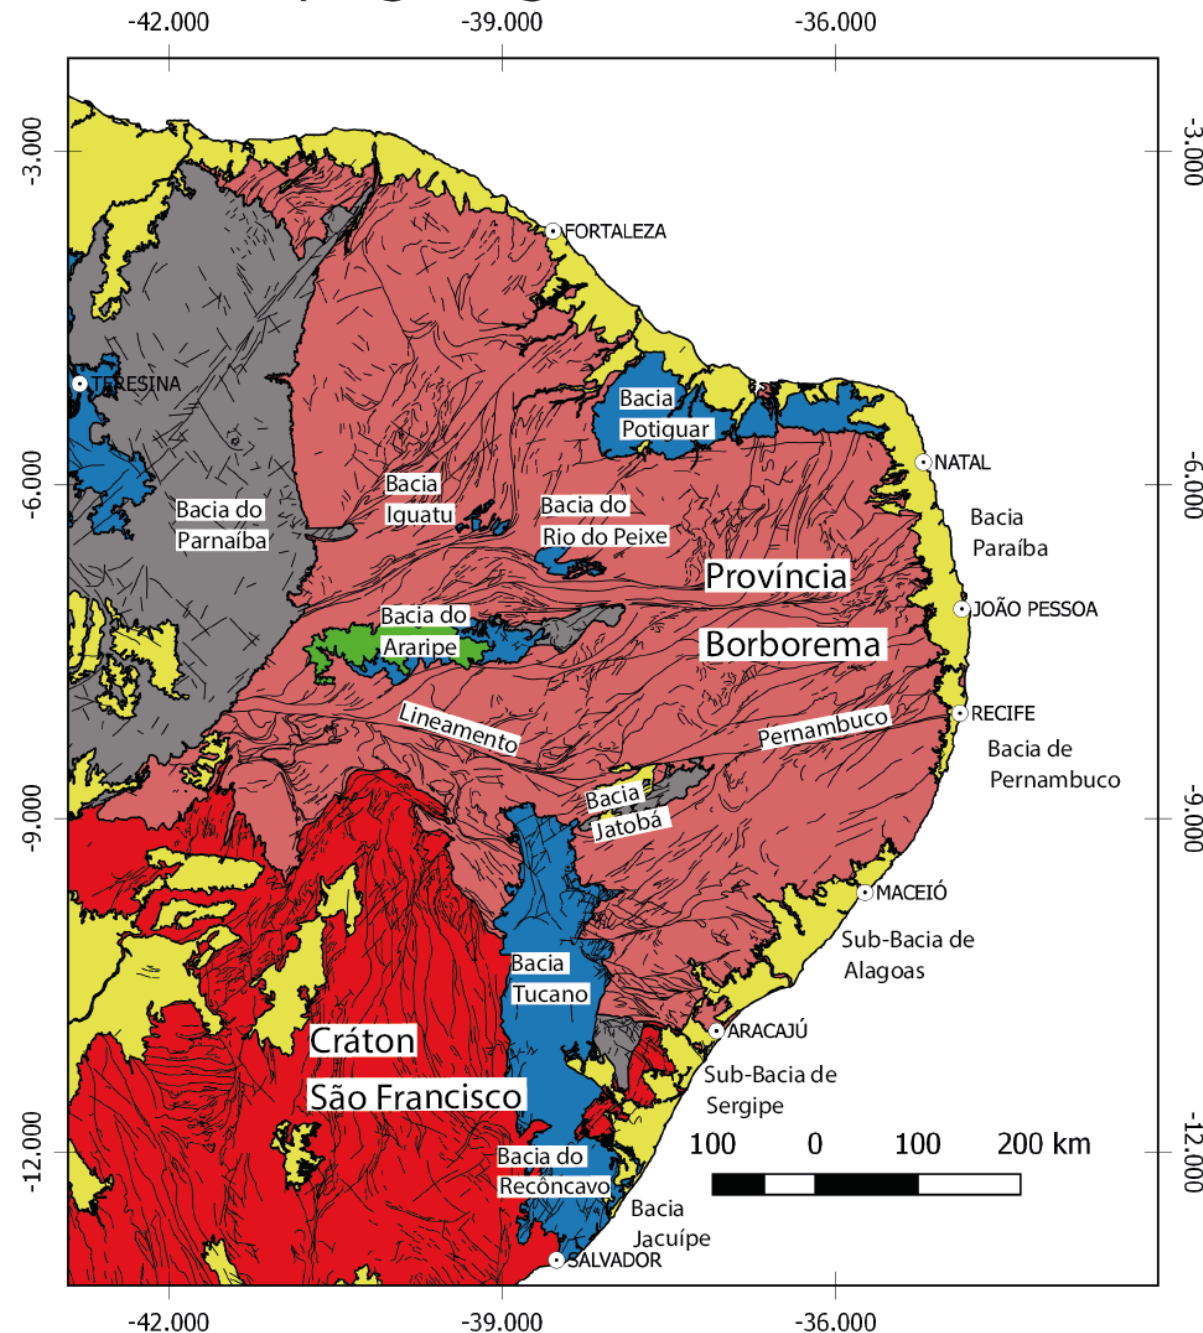 -42.000 -39.000 -36.000
-3.000 -3.000
FORTALEZA
TERESINA
Bacia
Potiguar
NATAL
-6.000 -6.000
Bacia
Iguatu
Bacia do
Rio do Peixe
Bacia do
Parnaíba
Bacia
Paraíba
Província
JOÃO PESSOA
Bacia do
Araripe
Borborema
RECIFE
Lineamento
Pernambuco
Bacia de
Pernambuco
Bacia
Jatobá
-9.000 -9.000
MACEIÓ
Sub-Bacia de
Alagoas
Bacia
Tucano
ARACAJÚ
Cráton
São Francisco
Sub-Bacia de
Sergipe
100 0 100 200 km
-12.000 -12.000
Bacia do
Recôncavo
Bacia
Jacuípe
SALVADOR
-42.000 -39.000 -36.000